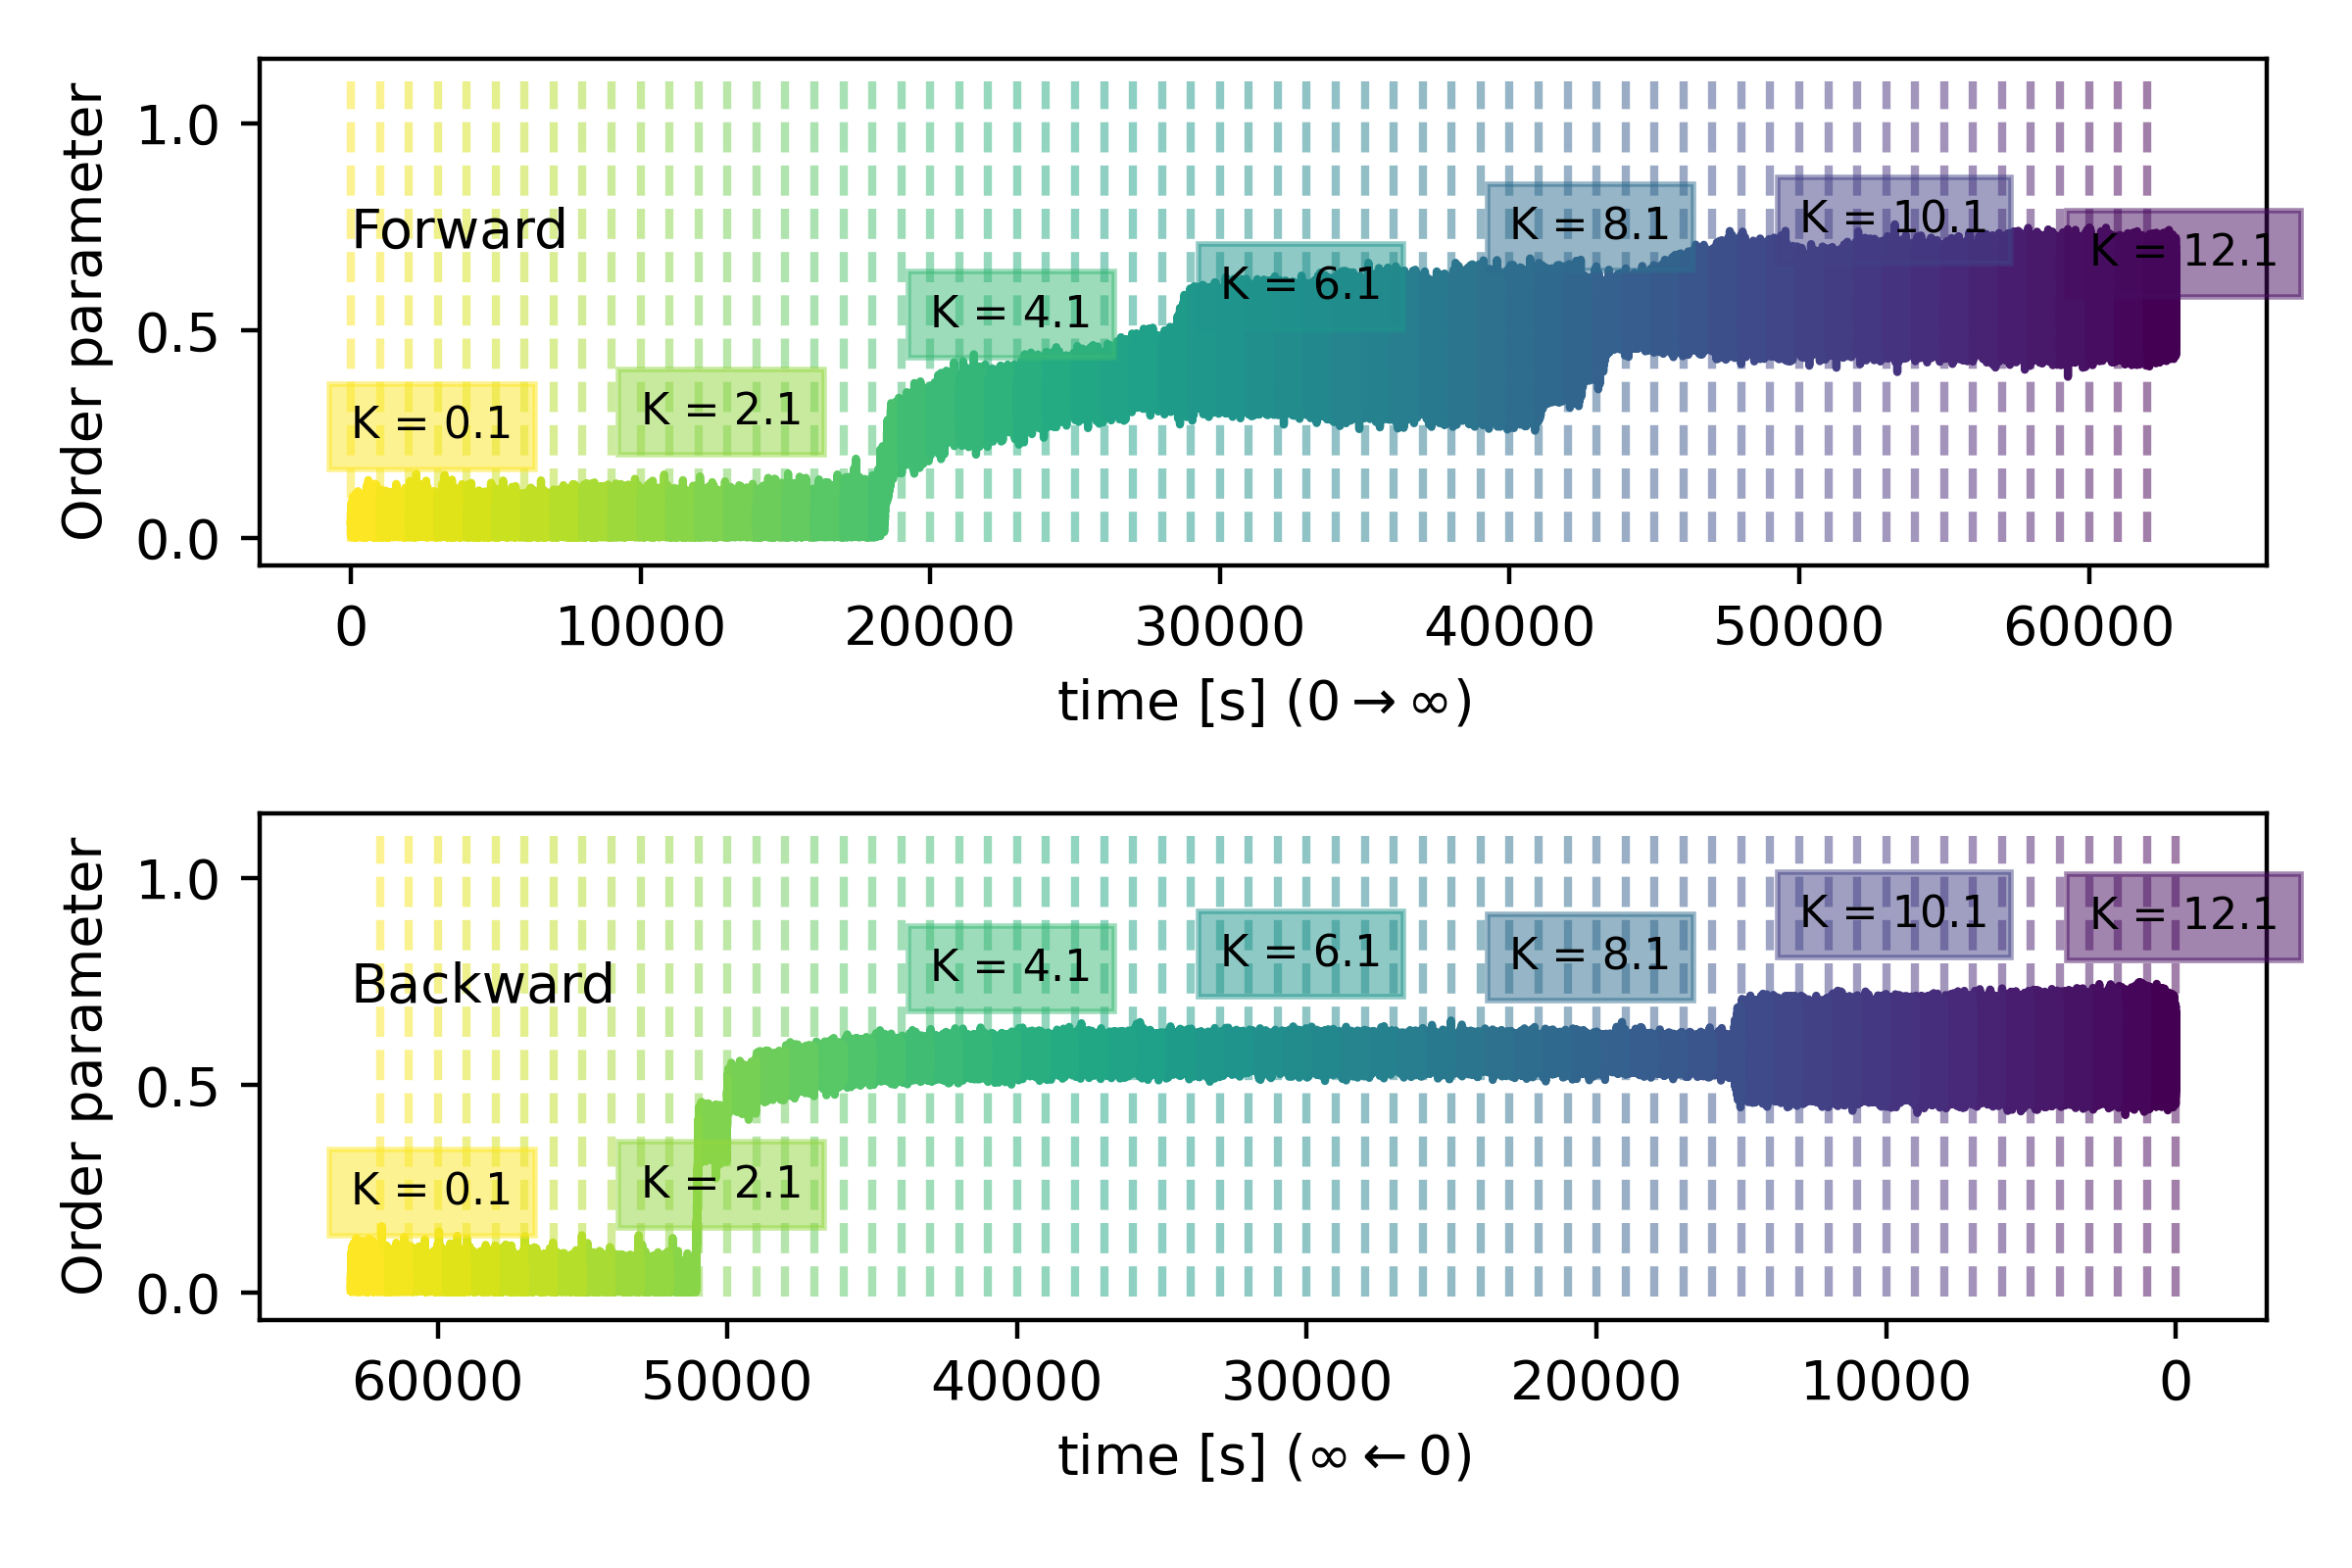 Order parameter
1.0
0.5
0.0
Forward
K = 0.1
K = 2.1
K = 4.1
K = 6.1
K = 8.1
K = 10.1
K = 12.1
0 10000 20000 30000 40000 50000 60000
time [s] (0→∞)
Order parameter
1.0
0.5
0.0
Backward
K = 0.1
K = 2.1
K = 4.1
K = 6.1
K = 8.1
K = 10.1
K = 12.1
60000 50000 40000 30000 20000 10000 0
time [s] (∞←0)